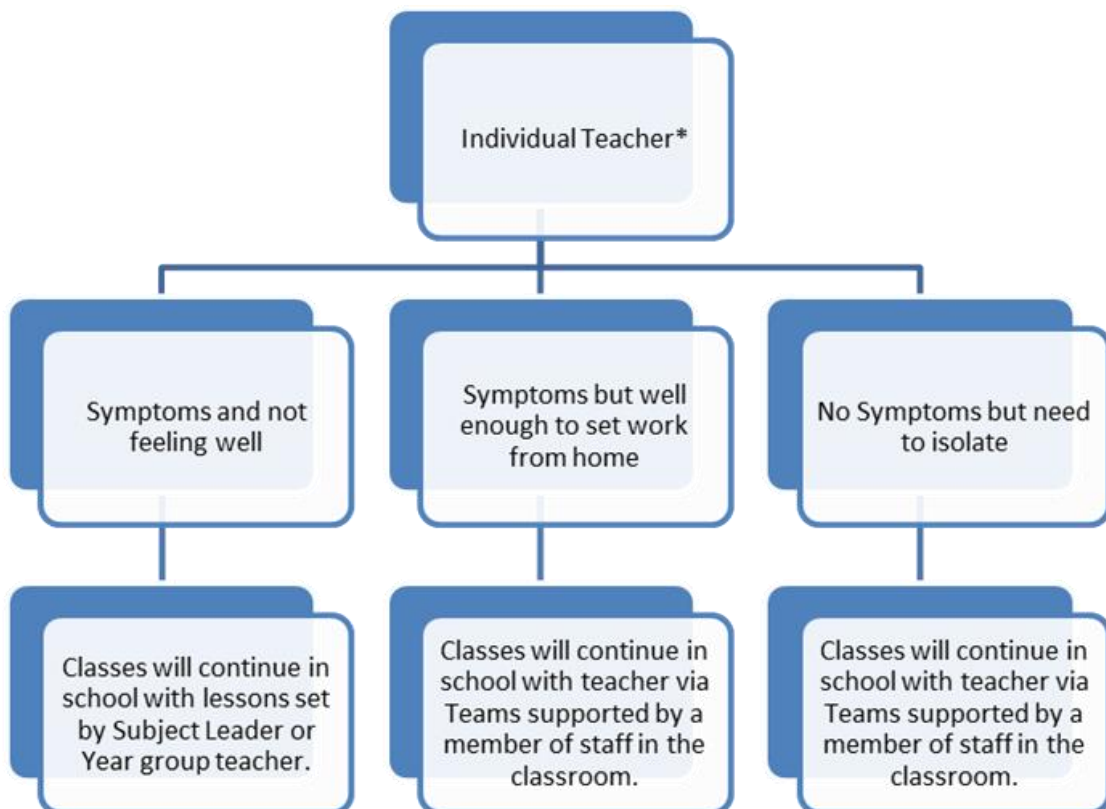 Individual Teacher*
Symptoms and not
feeling well
Symptoms but well
enough to set work
from home
No Symptoms but need
to isolate
Classes will continue in
school with lessons set
by Subject Leader or
Year group teacher.
Classes will continue in
school with teacher via
Teams supported by a
member of staff in the
classroom.
Classes will continue in
school with teacher via
Teams supported by a
member of staff in the
classroom.